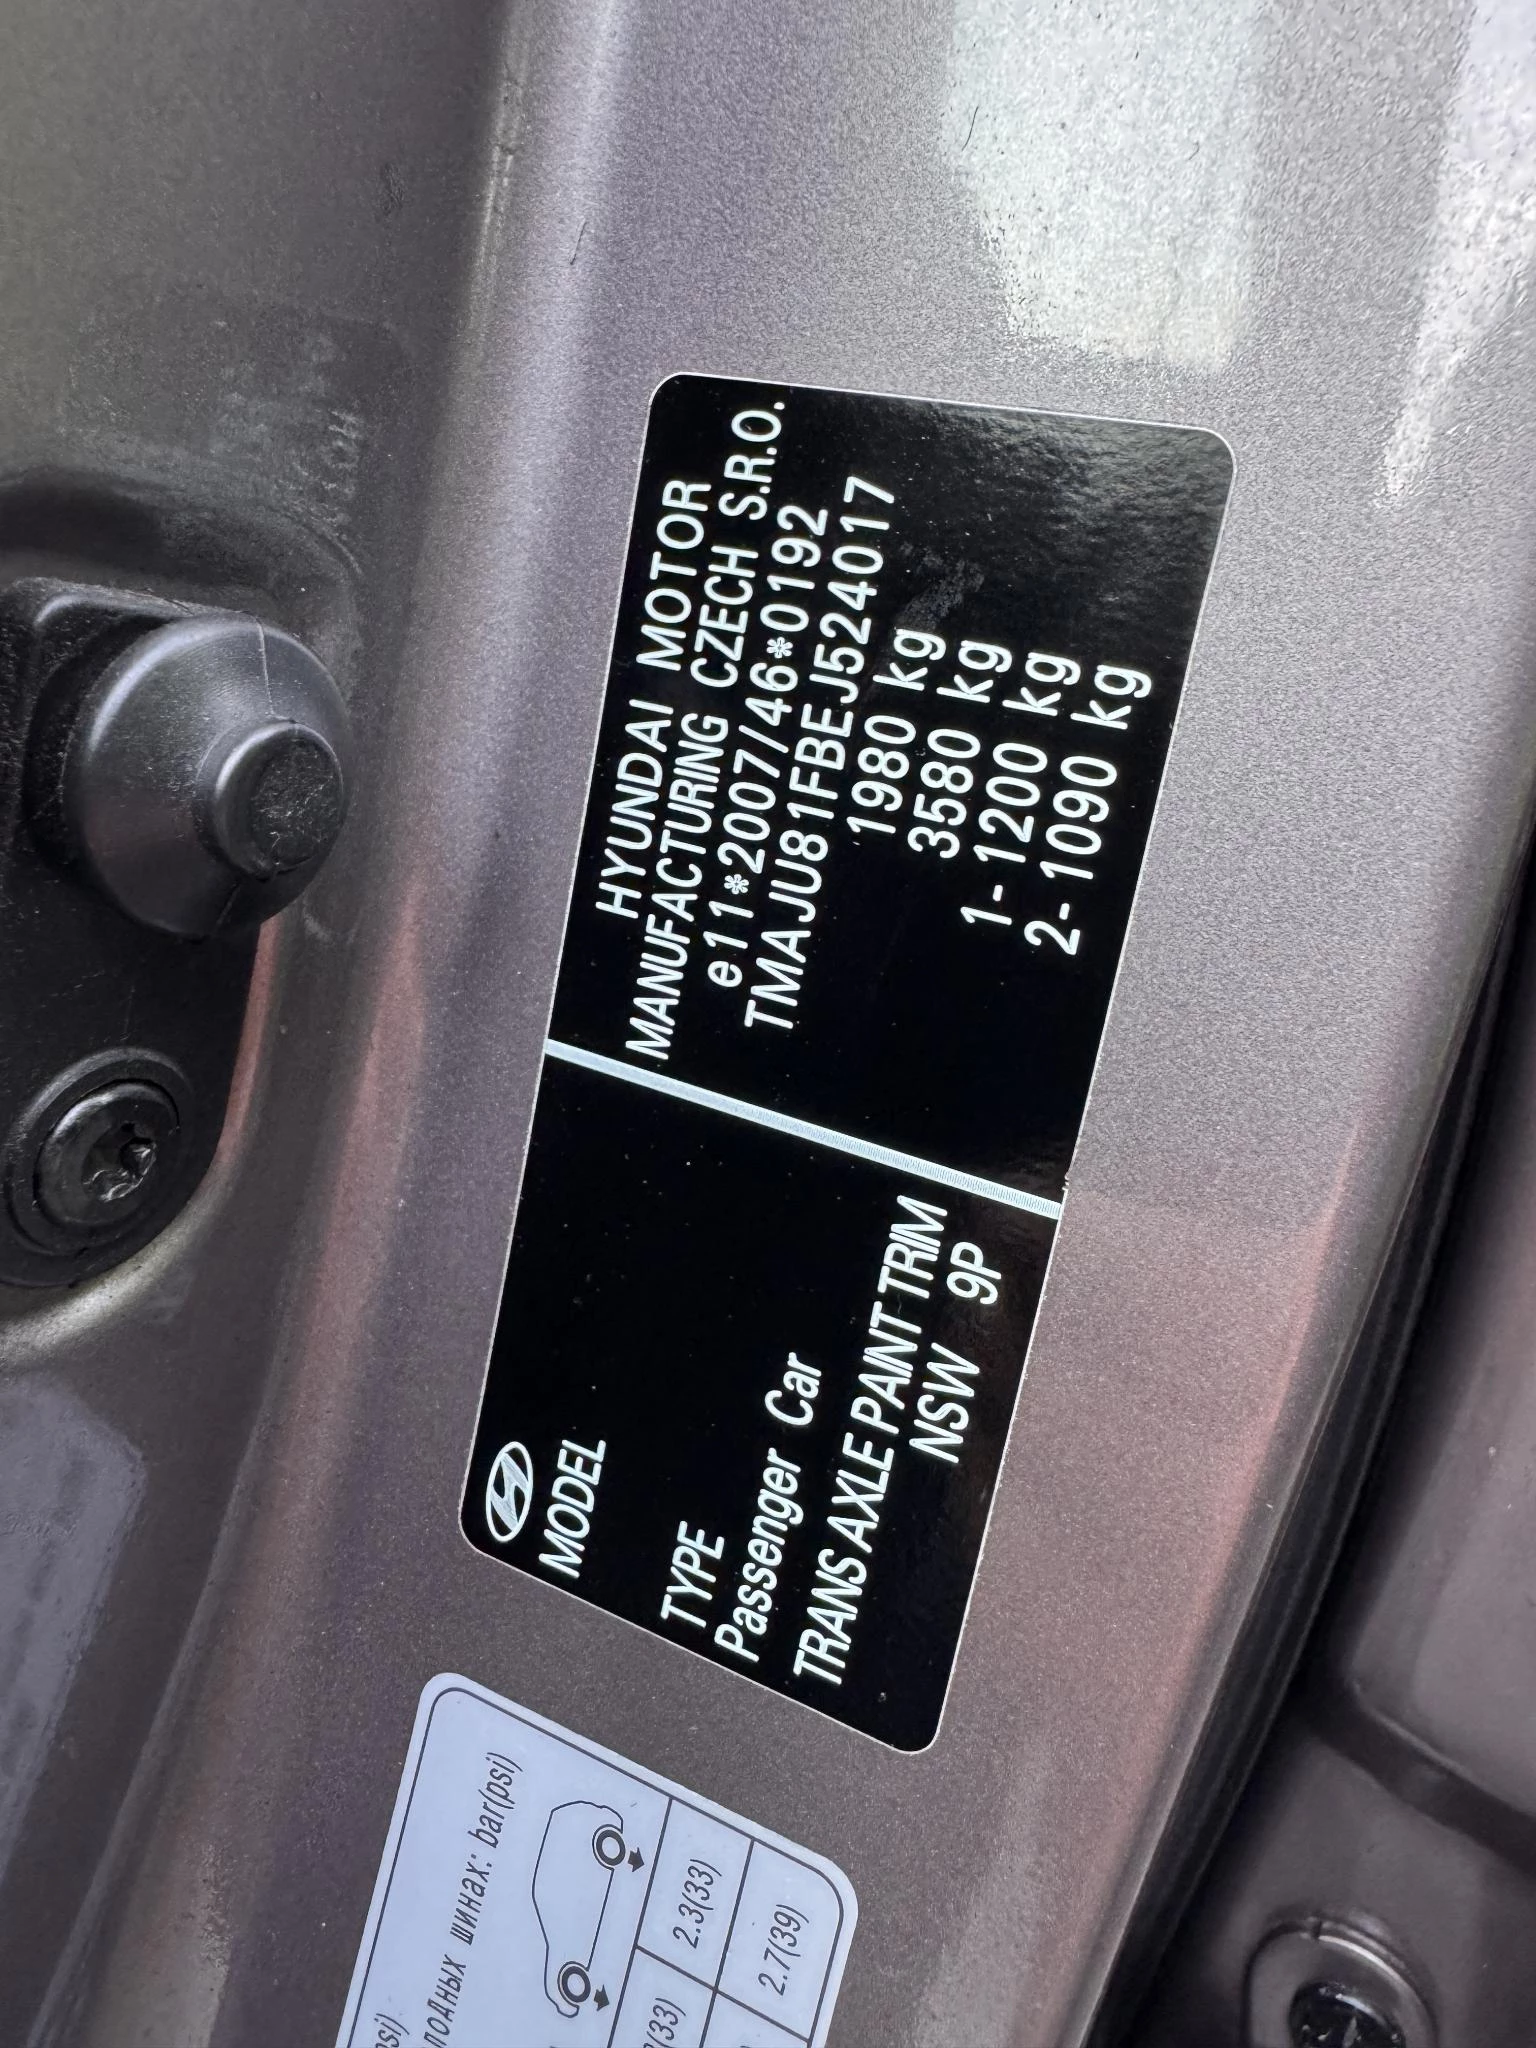 HYUNDAI MOTOR
MANUFACTURING CZECH S.R.O.
e11*2007/46*0192
TMAJU81FBEJ524017
1980 kg
3580 kg
1-1200 kg
2-1090 kg
MODEL
TYPE
Passenger Car
TRANS AXLE PAINT TRIM
NSW 9P
шинах: bar(psi)
2.3(33)
2.7(39)